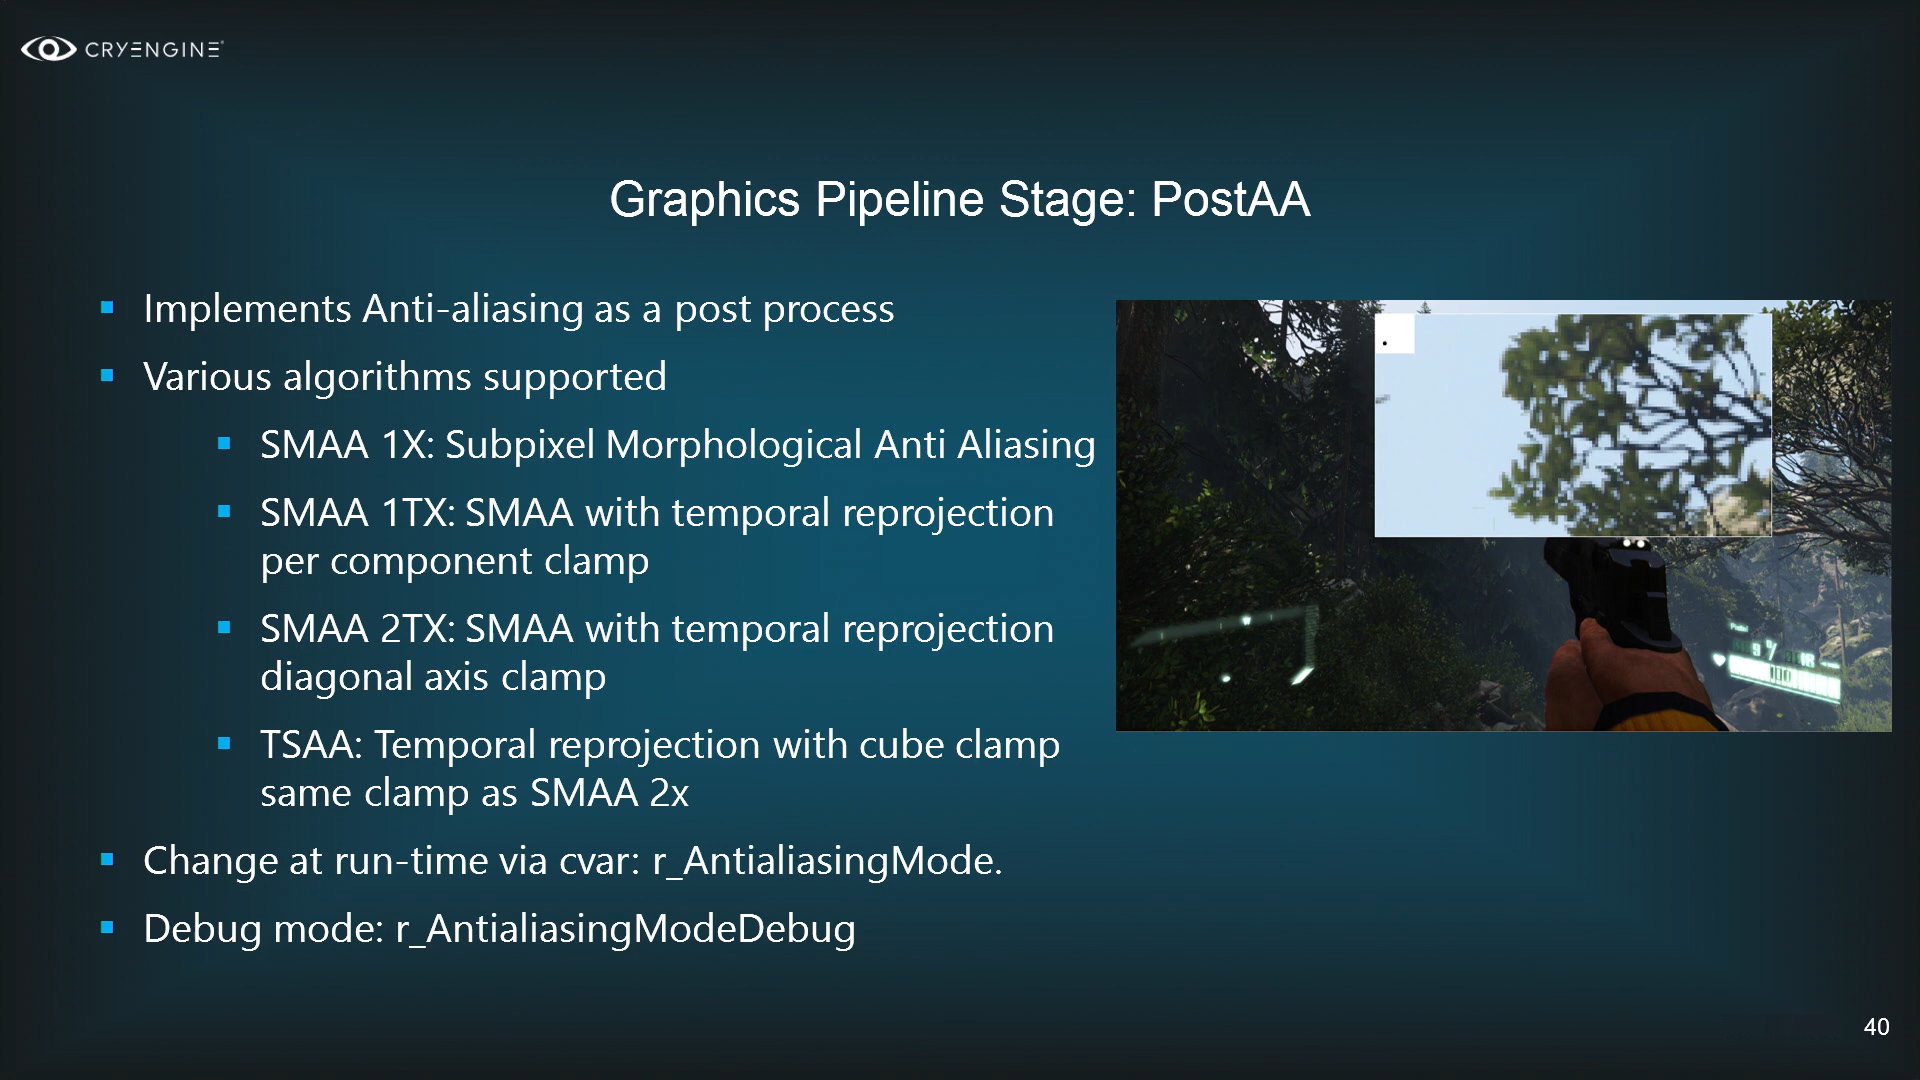 CRYENGINE
Graphics Pipeline Stage: PostAA
Implements Anti-aliasing as a post process
Various algorithms supported
SMAA 1X: Subpixel Morphological Anti Aliasing
SMAA 1TX: SMAA with temporal reprojection
per component clamp
SMAA 2TX: SMAA with temporal reprojection
diagonal axis clamp
TSAA: Temporal reprojection with cube clamp
same clamp as SMAA 2x
Change at run-time via cvar: r_AntialiasingMode.
Debug mode: r_AntialiasingModeDebug
40